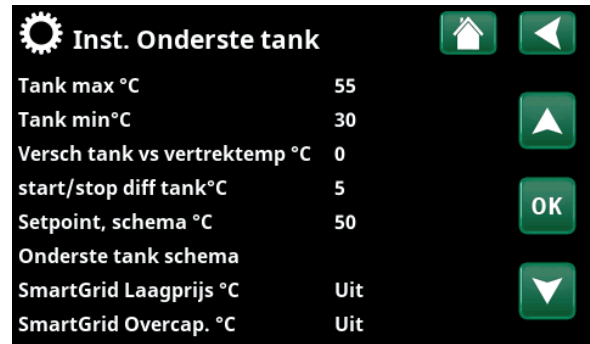 Inst. Onderste tank
Tank max °C 55
Tank min°C 30
Versch tank vs vertrektemp °C 0
start/stop diff tank°C 5
Setpoint, schema °C 50
OK
Onderste tank schema
SmartGrid Laagprijs °C Uit
SmartGrid Overcap. °C Uit